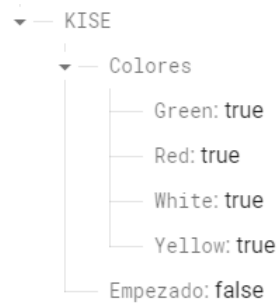 KISE
Colores
Green: true
Red: true
White: true
Yellow: true
Empezado: false